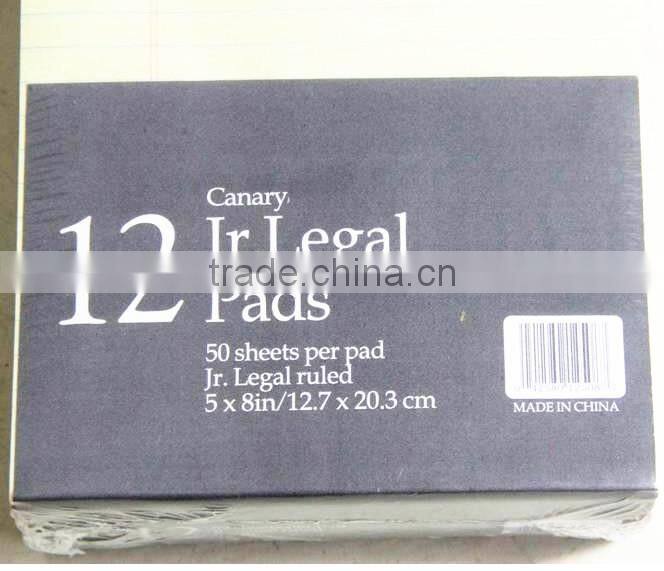 Canary
12
Jr. Legal
Pads
trade.china.cn
50 sheets per pad
Jr. Legal ruled
5 x 8in/12.7 x 20.3 cm
MADE IN CHINA